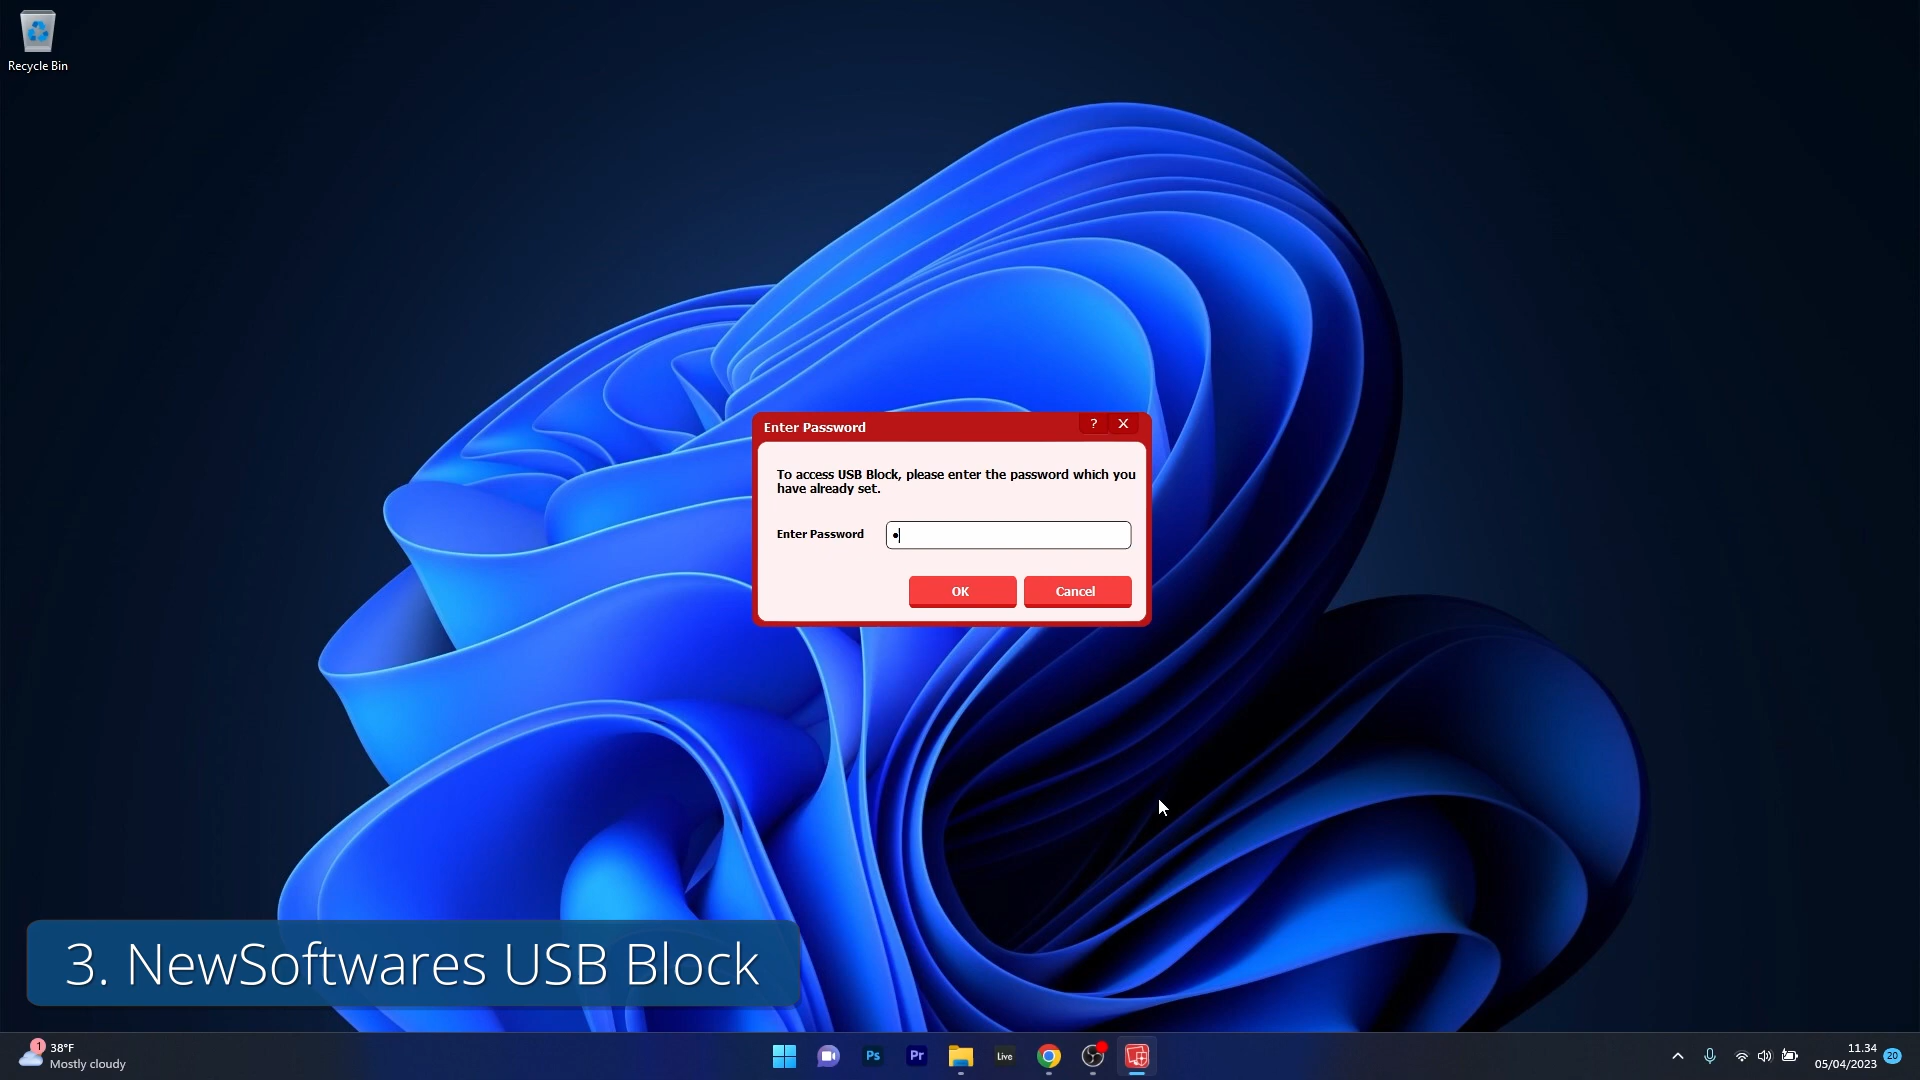 Recycle Bin
Enter Password
? X
To access USB Block, please enter the password which you
have already set.
Enter Password
OK Cancel
3. NewSoftwares USB Block
1
38°F
Mostly cloudy
Ps
Pr
Live
11.34
05/04/2023
20